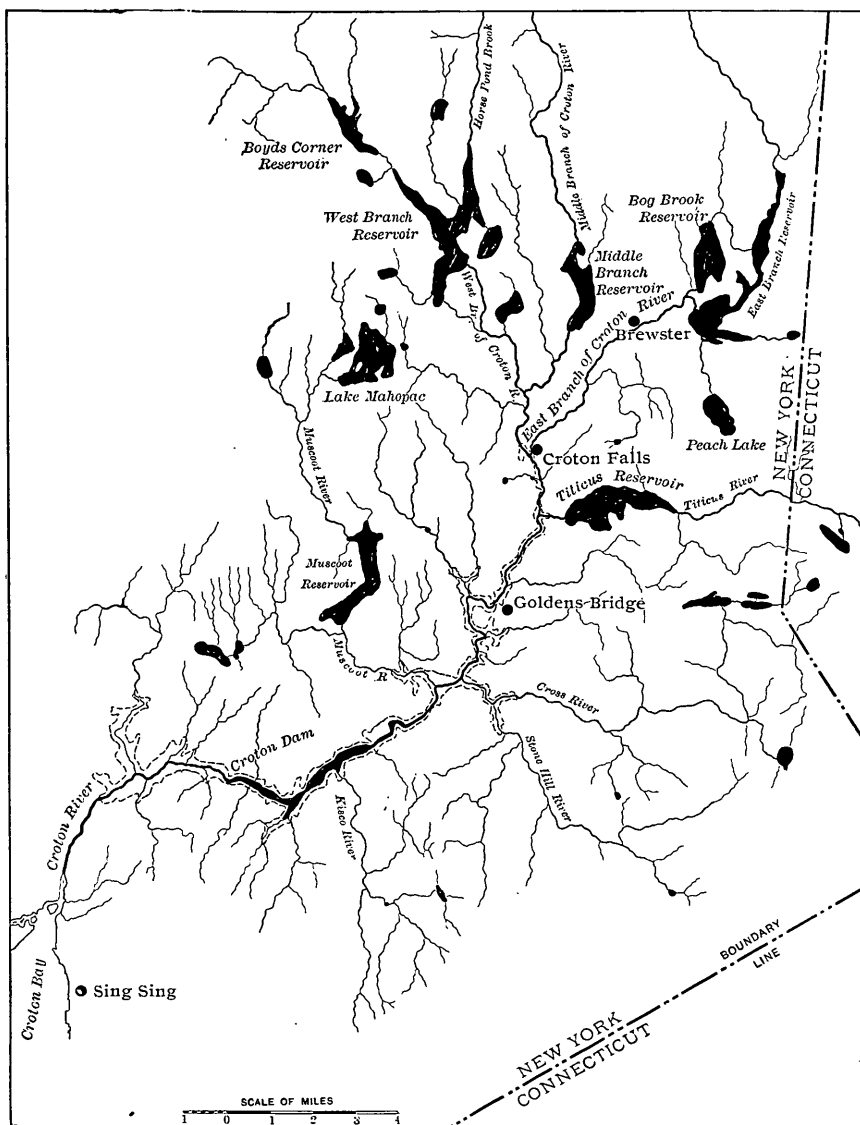 Horse Pond Brook
Middle Branch of Croton River
Boyds Corner
Reservoir
West Branch
Reservoir
Bog Brook
Reservoir
Middle
Branch
Reservoir
East Branch Reservoir
West Br. of Croton R.
East Branch of Croton River
Brewster
Lake Mahopac
Peach Lake
NEW YORK
CONNECTICUT
Croton Falls
Titicus Reservoir
Titicus River
Muscoot River
Muscoot
Reservoir
Goldens Bridge
Muscoot R
Cross River
Croton Dam
Stone Hill River
Kisco River
Croton River
Croton Bay
Sing Sing
BOUNDARY
LINE
NEW YORK
CONNECTICUT
SCALE OF MILES
1 0 1 2 3 4